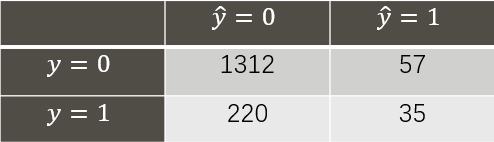 ŷ = 0 ŷ = 1
y = 0 1312 57
y = 1 220 35